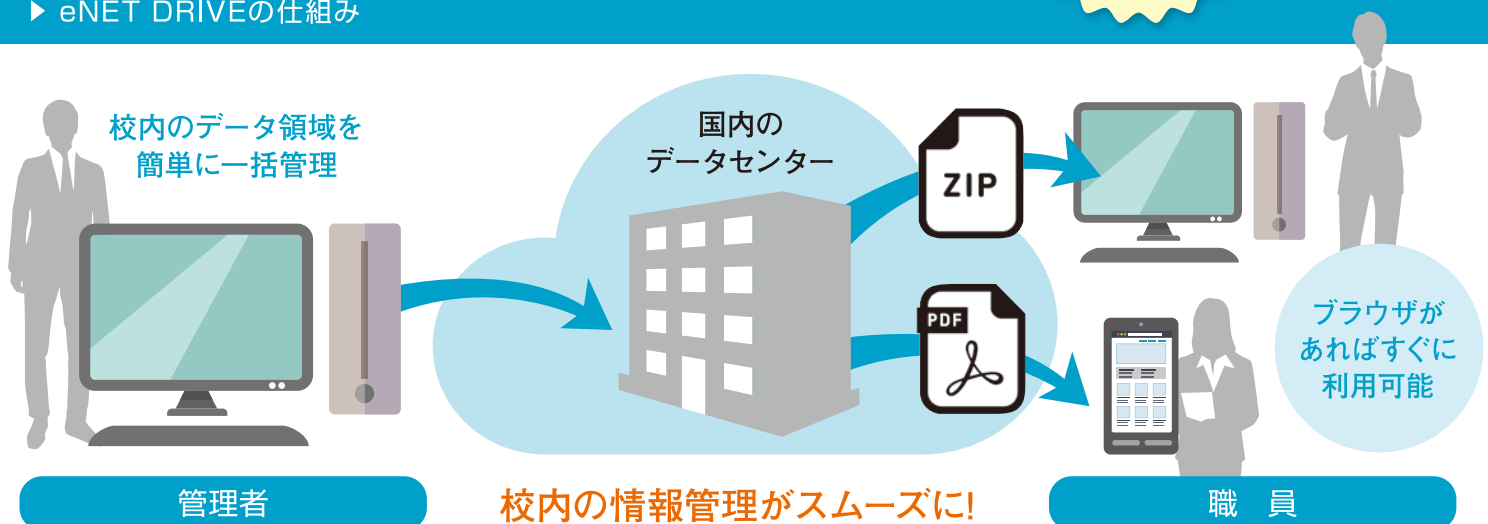 ▶ eNET DRIVEの仕組み
校内のデータ領域を
簡単に一括管理
国内の
データセンター
ZIP
PDF
ブラウザが
あればすぐに
利用可能
管理者
校内の情報管理がスムーズに!
職　員